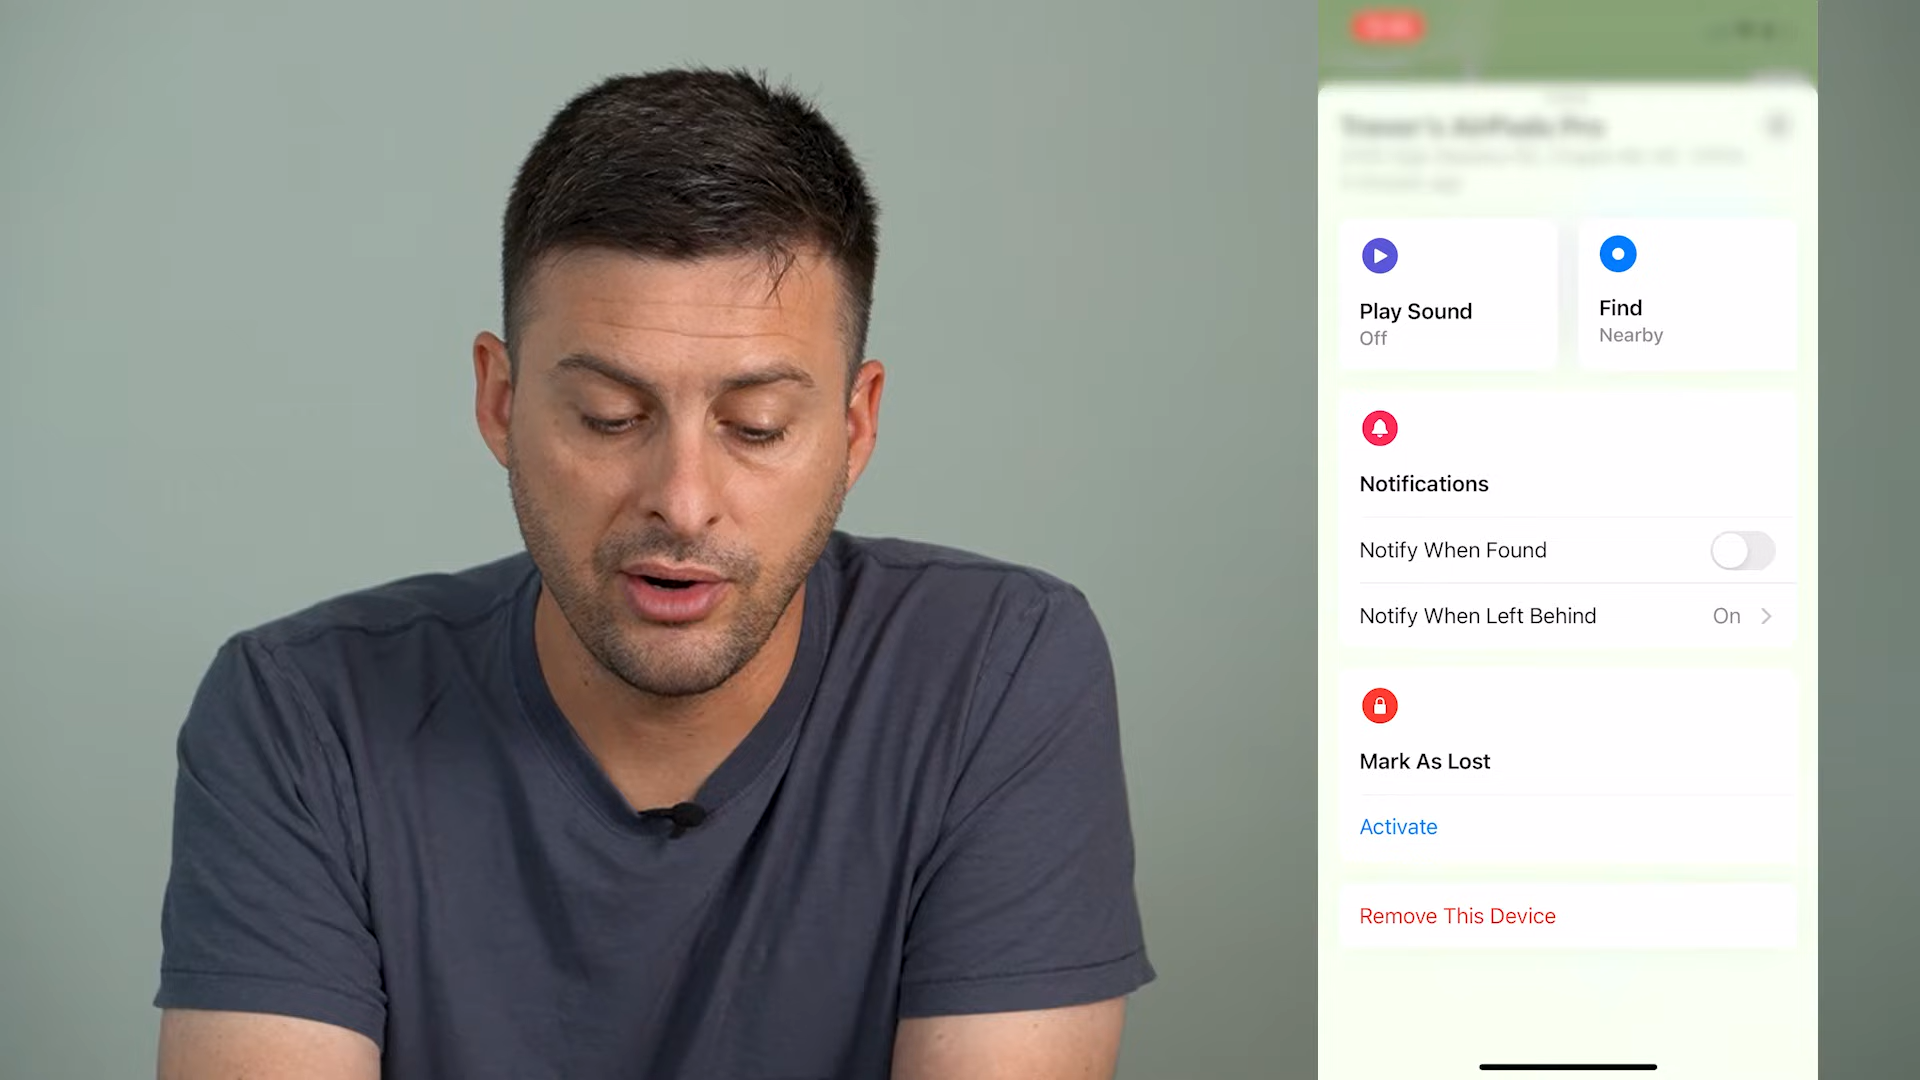 Play Sound
Off
Find
Nearby
Notifications
Notify When Found
Notify When Left Behind On
Mark As Lost
Activate
Remove This Device